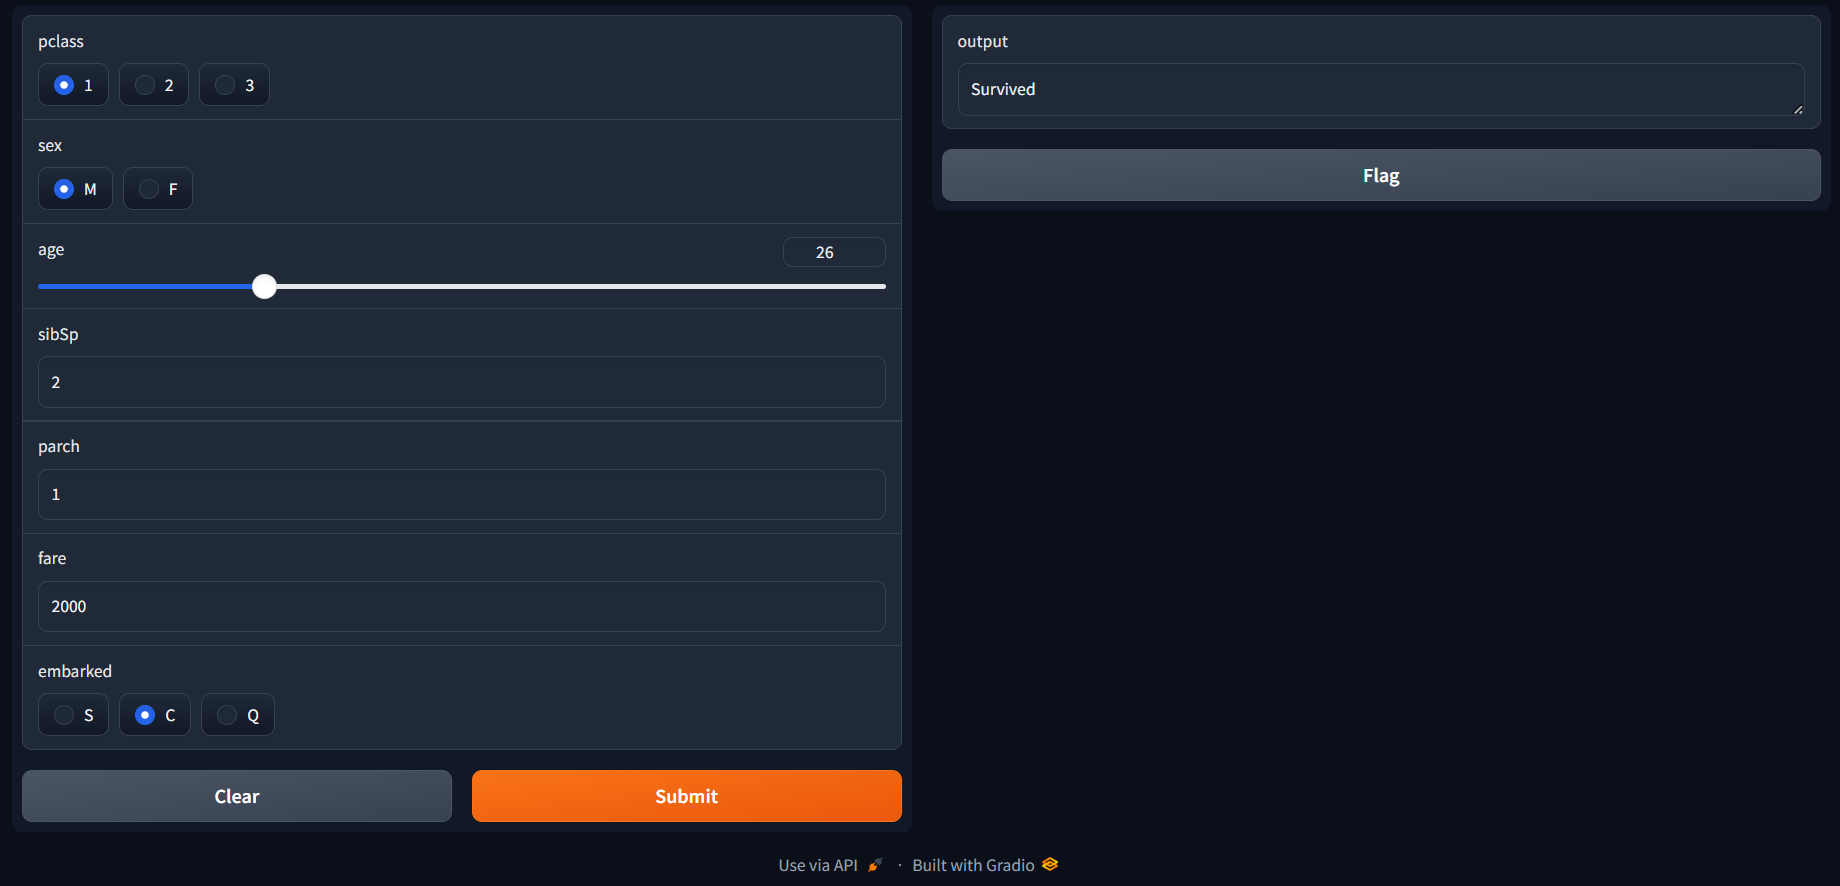 pclass
1 2 3
sex
M F
age
26
sibSp
2
parch
1
fare
2000
embarked
S C Q
Clear Submit
output
Survived
Flag
Use via API · Built with Gradio